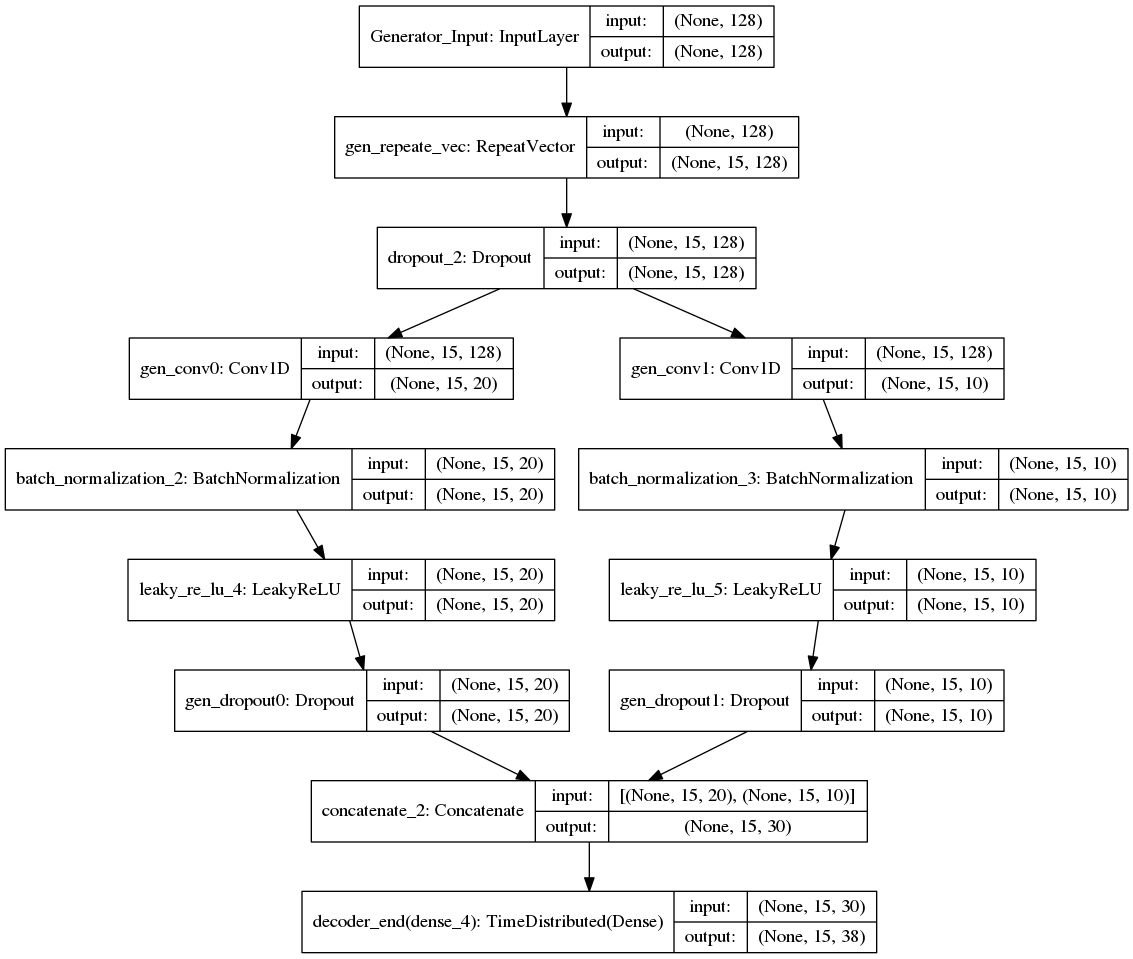 Generator_Input: InputLayer
input: (None, 128)
output: (None, 128)
gen_repeate_vec: RepeatVector
input: (None, 128)
output: (None, 15, 128)
dropout_2: Dropout
input: (None, 15, 128)
output: (None, 15, 128)
gen_conv0: Conv1D
input: (None, 15, 128)
output: (None, 15, 20)
gen_conv1: Conv1D
input: (None, 15, 128)
output: (None, 15, 10)
batch_normalization_2: BatchNormalization
input: (None, 15, 20)
output: (None, 15, 20)
batch_normalization_3: BatchNormalization
input: (None, 15, 10)
output: (None, 15, 10)
leaky_re_lu_4: LeakyReLU
input: (None, 15, 20)
output: (None, 15, 20)
leaky_re_lu_5: LeakyReLU
input: (None, 15, 10)
output: (None, 15, 10)
gen_dropout0: Dropout
input: (None, 15, 20)
output: (None, 15, 20)
gen_dropout1: Dropout
input: (None, 15, 10)
output: (None, 15, 10)
concatenate_2: Concatenate
input: [(None, 15, 20), (None, 15, 10)]
output: (None, 15, 30)
decoder_end(dense_4): TimeDistributed(Dense)
input: (None, 15, 30)
output: (None, 15, 38)